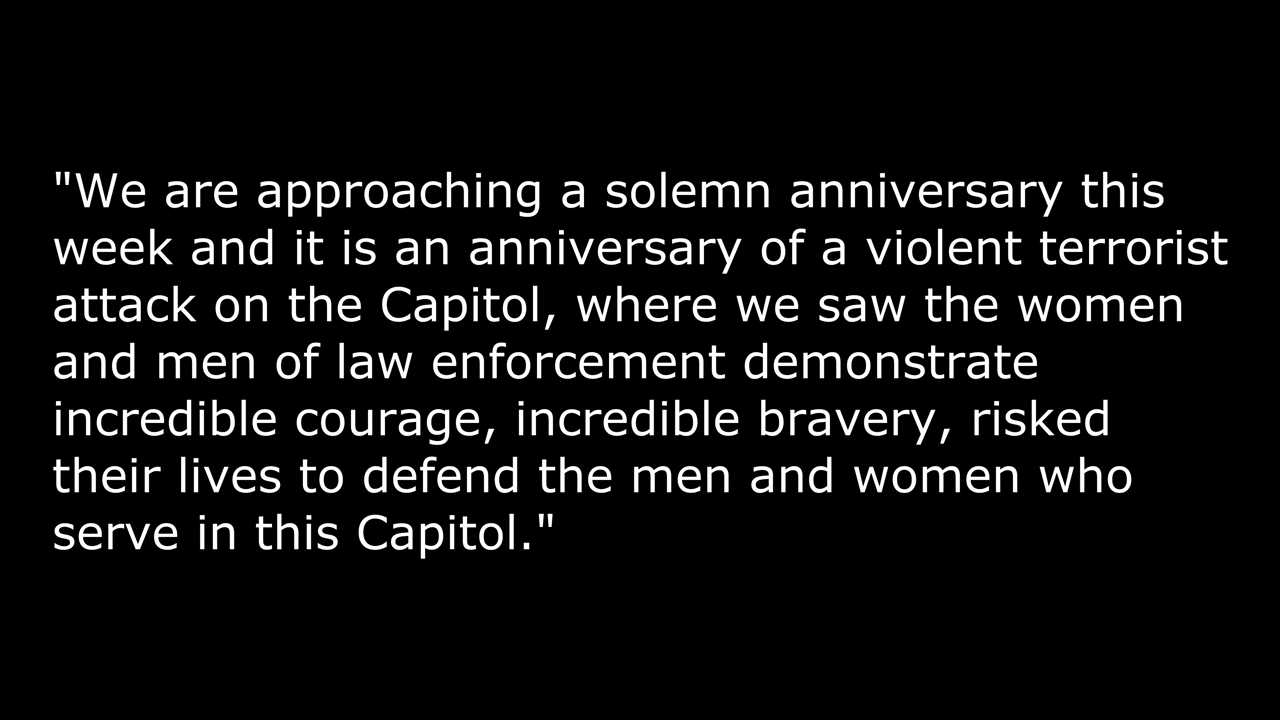 "We are approaching a solemn anniversary this
week and it is an anniversary of a violent terrorist
attack on the Capitol, where we saw the women
and men of law enforcement demonstrate
incredible courage, incredible bravery, risked
their lives to defend the men and women who
serve in this Capitol."